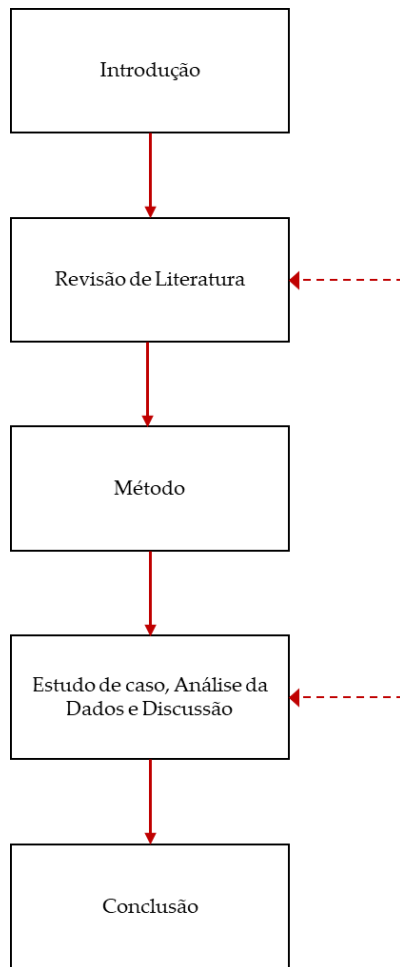 Introdução
Revisão de Literatura
Método
Estudo de caso, Análise da
Dados e Discussão
Conclusão